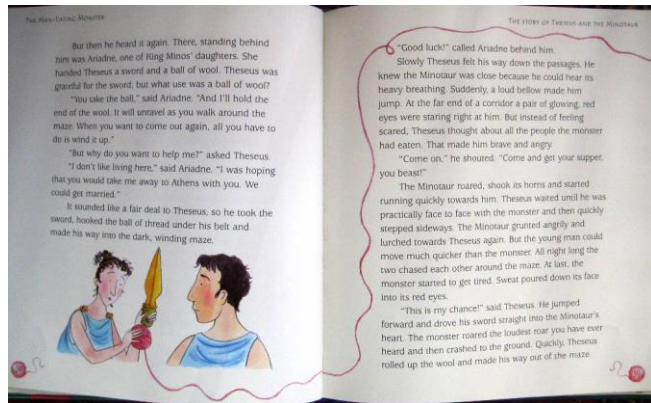 THE MAN-EATING MONSTER
But then he heard it again. There, standing behind
him was Ariadne, one of King Minos' daughters. She
handed Theseus a sword and a ball of wool. Theseus was
grateful for the sword, but what use was a ball of wool?
"You take the ball," said Ariadne. "And I'll hold the
end of the wool. It will unravel as you walk around the
maze. When you want to come out again, all you have to
do is wind it up."
"But why do you want to help me?" asked Theseus.
"I don't like living here," said Ariadne. "I was hoping
that you would take me away to Athens with you. We
could get married."
It sounded like a fair deal to Theseus, so he took the
sword, hooked the ball of thread under his belt and
made his way into the dark, winding maze.
THE STORY OF THESEUS AND THE MINOTAUR
"Good luck!" called Ariadne behind him.
Slowly Theseus felt his way down the passages. He
knew the Minotaur was close because he could hear its
heavy breathing. Suddenly, a loud bellow made him
jump. At the far end of a corridor a pair of glowing, red
eyes were staring right at him. But instead of feeling
scared, Theseus thought about all the people the monster
had eaten. That made him brave and angry.
"Come on," he shouted. "Come and get your supper,
you beast!"
The Minotaur roared, shook its horns and started
running quickly towards him. Theseus waited until he was
practically face to face with the monster and then quickly
stepped sideways. The Minotaur grunted angrily and
lurched towards Theseus again. But the young man could
move much quicker than the monster. All night long the
two chased each other around the maze. At last, the
monster started to get tired. Sweat poured down its face
into its red eyes.
"This is my chance!" said Theseus. He jumped
forward and drove his sword straight into the Minotaur's
heart. The monster roared the loudest roar you have ever
heard and then crashed to the ground. Quickly, Theseus
rolled up the wool and made his way out of the maze.